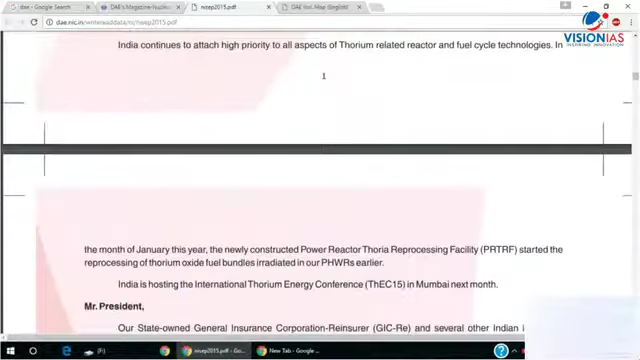 dae - Google Search
DAE's Magazine-Nuclea
nvsep2015.pdf
DAE Inst. Map (English)
dae.nic.in/writereaddata/nvsep2015.pdf
VISIONIAS
INSPIRING INNOVATION
India continues to attach high priority to all aspects of Thorium related reactor and fuel cycle technologies. In
1
the month of January this year, the newly constructed Power Reactor Thoria Reprocessing Facility (PRTRF) started the
reprocessing of thorium oxide fuel bundles irradiated in our PHWRs earlier.
India is hosting the International Thorium Energy Conference (ThEC15) in Mumbai next month.
Mr. President,
Our State-owned General Insurance Corporation-Reinsurer (GIC-Re) and several other Indian i
(F:)
nvsep2015.pdf - Go...
New Tab - Google ...